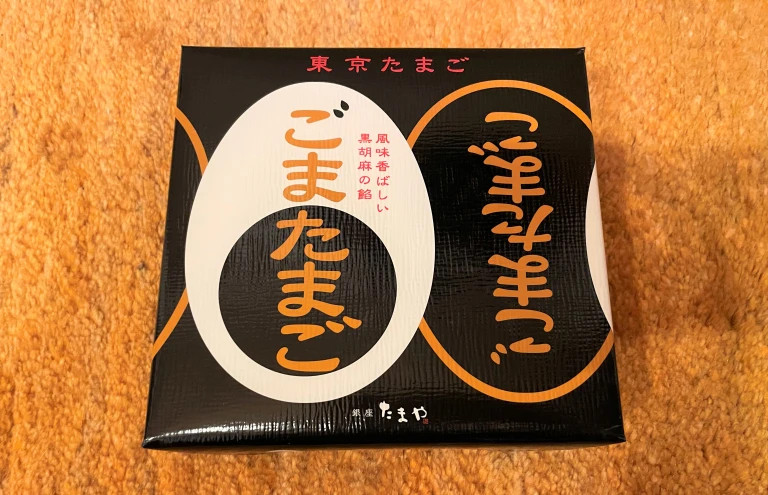 東京たまご
ごまたまご
風味香ばしい
黒胡麻の餡
ごまたまご
銀座 たまや